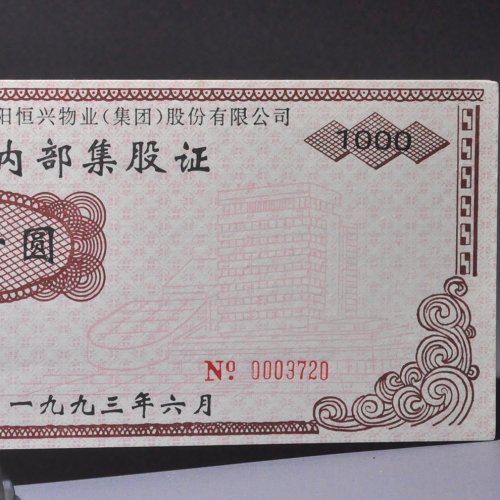 阳恒兴物业(集团)股份有限公司
1000
内部集股证
圆
Nº 0003720
一九九三年六月